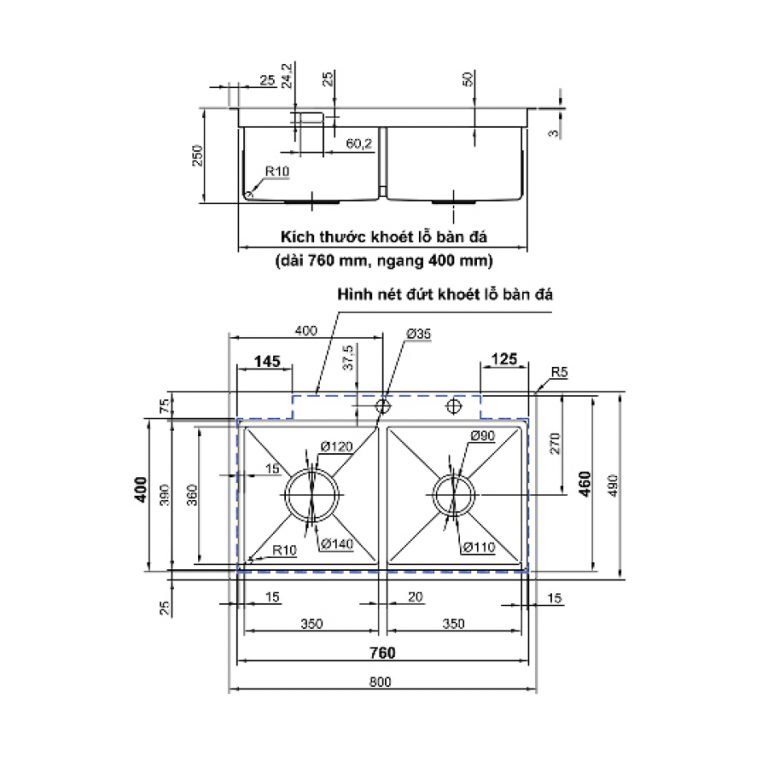 25
24,2
25
50
3
250
60,2
R10
Kích thước khoét lỗ bàn đá
(dài 760 mm, ngang 400 mm)
Hình nét đứt khoét lỗ bàn đá
400
Ø35
145
37,5
125
R5
75
Ø120
Ø90
270
15
400
390
360
460
490
R10
Ø140
Ø110
25
15
20
15
350
350
760
800